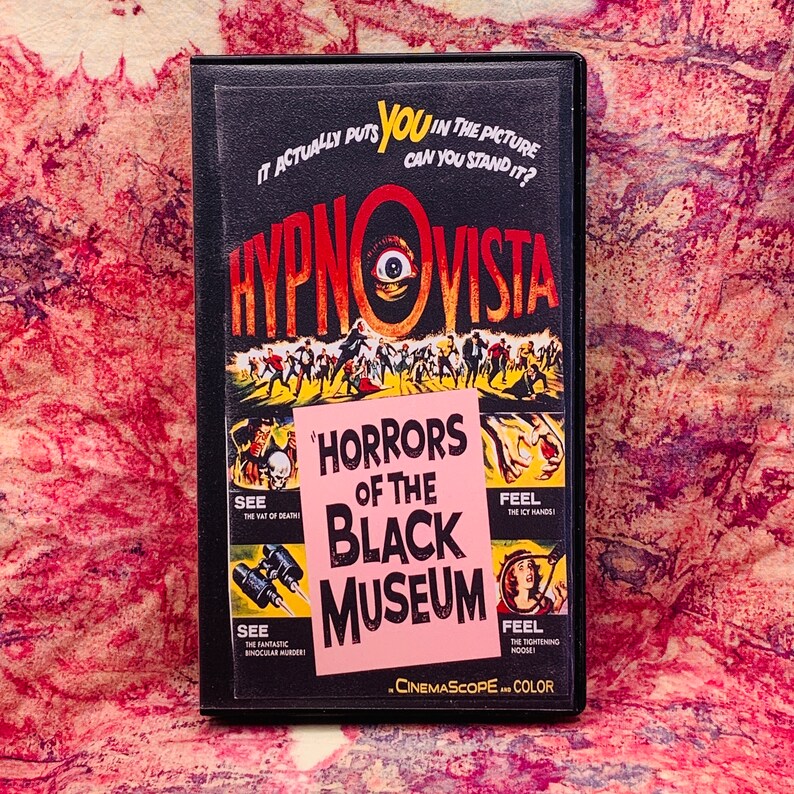 IT ACTUALLY PUTS YOU IN THE PICTURE
CAN YOU STAND IT?
HYPNOVISTA
"HORRORS
OF THE
BLACK
MUSEUM
SEE
THE VAT OF DEATH!
FEEL
THE ICY HANDS!
SEE
THE FANTASTIC
BINOCULAR MURDER!
FEEL
THE TIGHTENING
NOOSE!
IN CINEMASCOPE AND COLOR